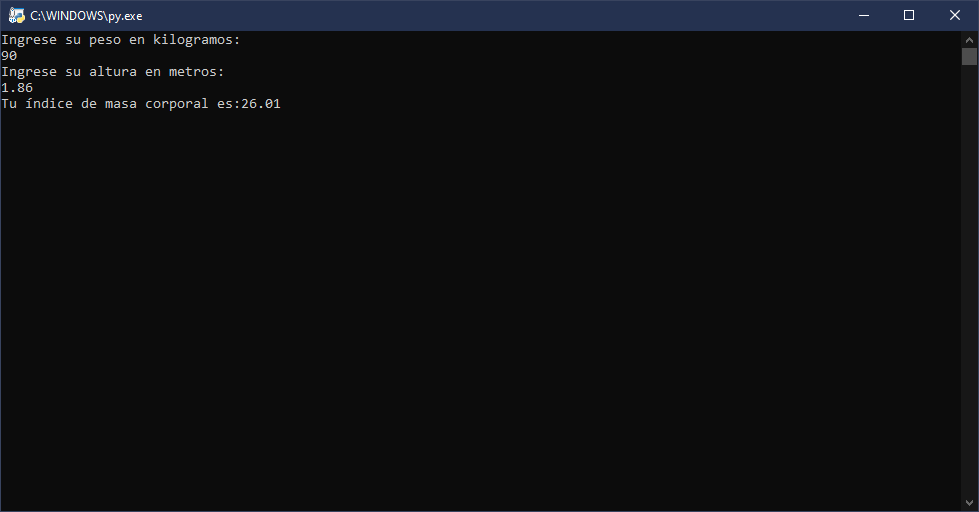 C:\WINDOWS\py.exe
Ingrese su peso en kilogramos:
90
Ingrese su altura en metros:
1.86
Tu índice de masa corporal es:26.01